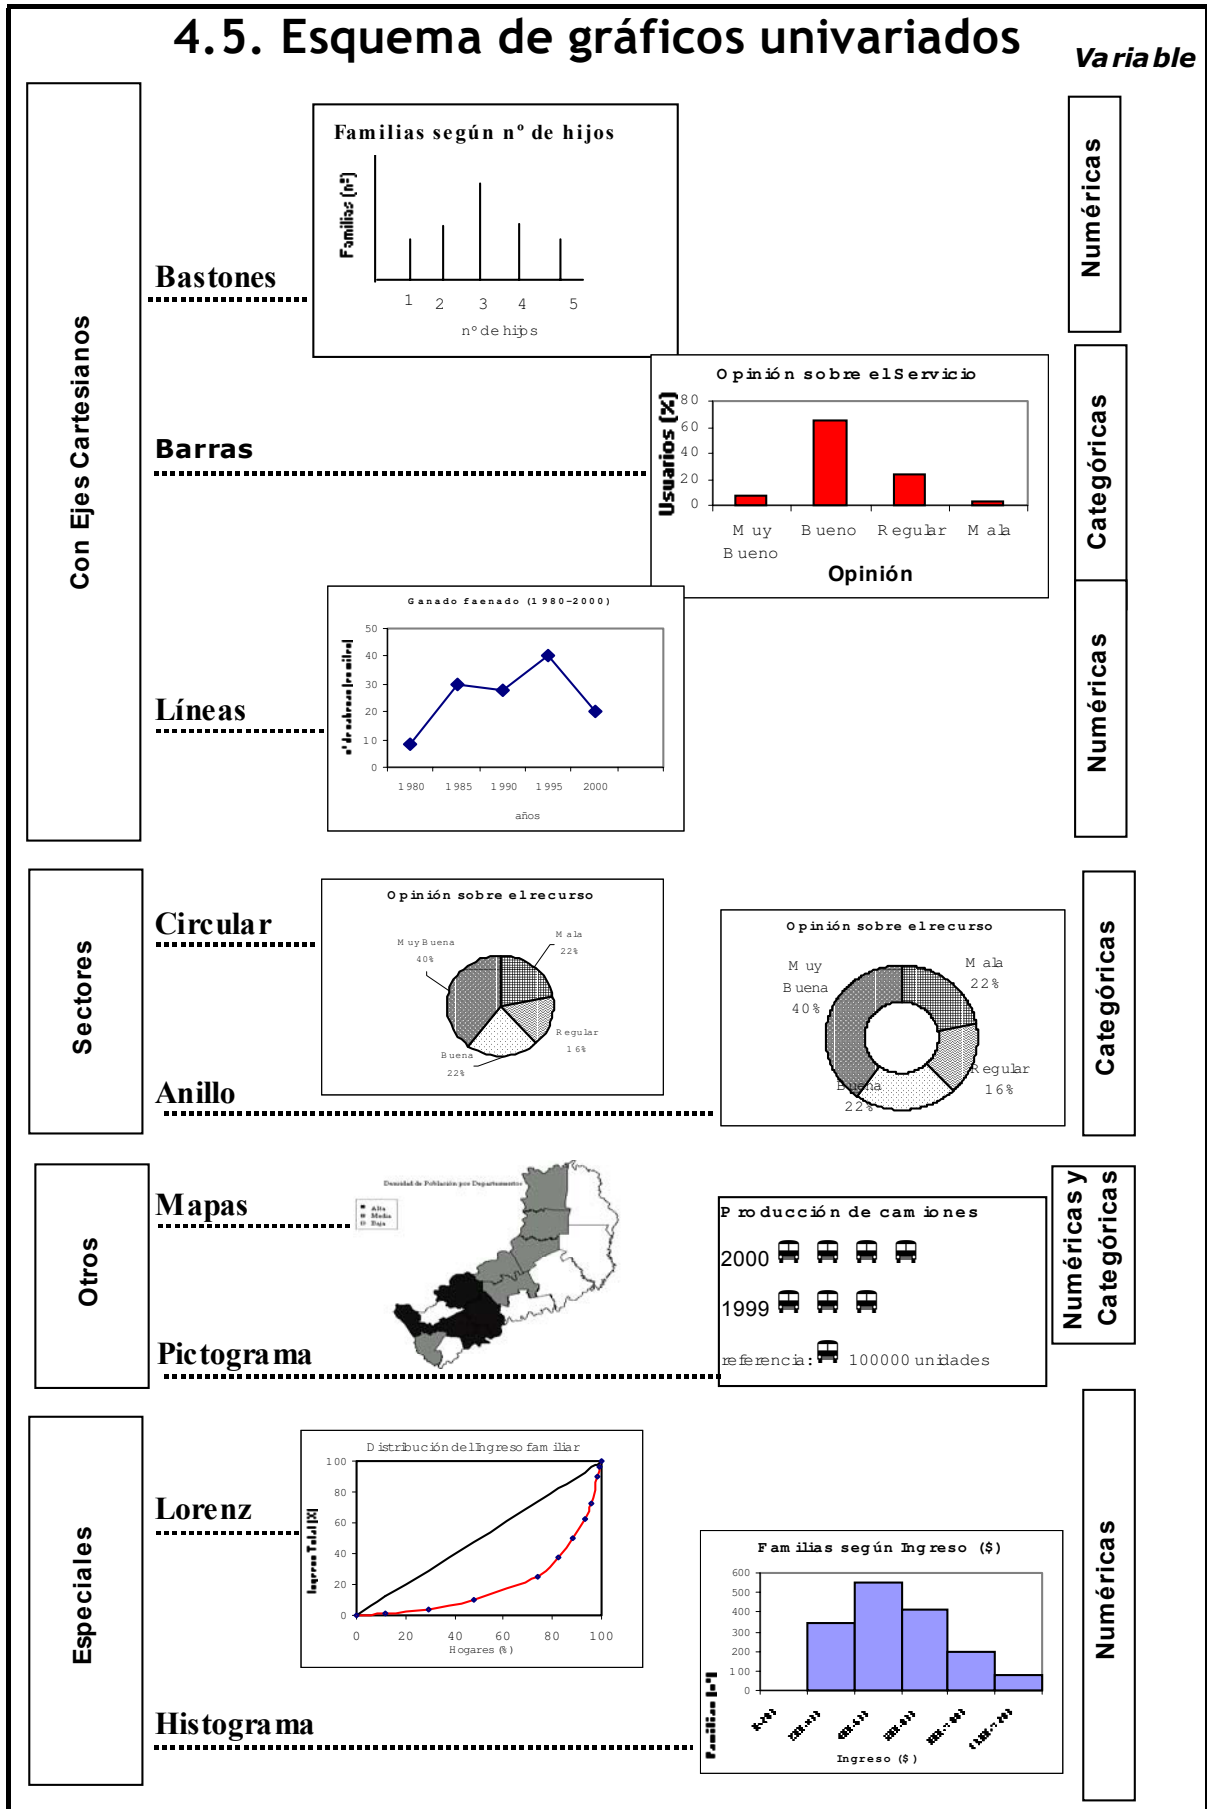 4.5. Esquema de gráficos univariados
Variable
Con Ejes Cartesianos
Bastones
Familias según nº de hijos
Familias (nº)
1 2 3 4 5
nº de hijos
Numéricas
Barras
Opinión sobre el Servicio
Usuarios (%)
80
60
40
20
0
Muy Bueno Bueno Regular Mala
Opinión
Categóricas
Líneas
Ganado faenado (1980-2000)
50
40
30
20
10
0
1980 1985 1990 1995 2000
años
Numéricas
Sectores
Circular
Opinión sobre el recurso
Muy Buena
40%
Mala
22%
Regular
16%
Buena
22%
Anillo
Opinión sobre el recurso
Muy
Buena
40%
Mala
22%
Regular
16%
Buena
22%
Categóricas
Otros
Mapas
Densidad de Población por Departamentos
Alta
Media
Baja
Pictograma
Producción de camiones
2000
1999
referencia: 100000 unidades
Numéricas y
Categóricas
Especiales
Lorenz
Distribución del Ingreso familiar
Ingreso Total (%)
100
80
60
40
20
0
0 20 40 60 80 100
Hogares (%)
Histograma
Familias según Ingreso ($)
Familias (nº)
600
500
400
300
200
100
0
Ingreso ($)
Numéricas